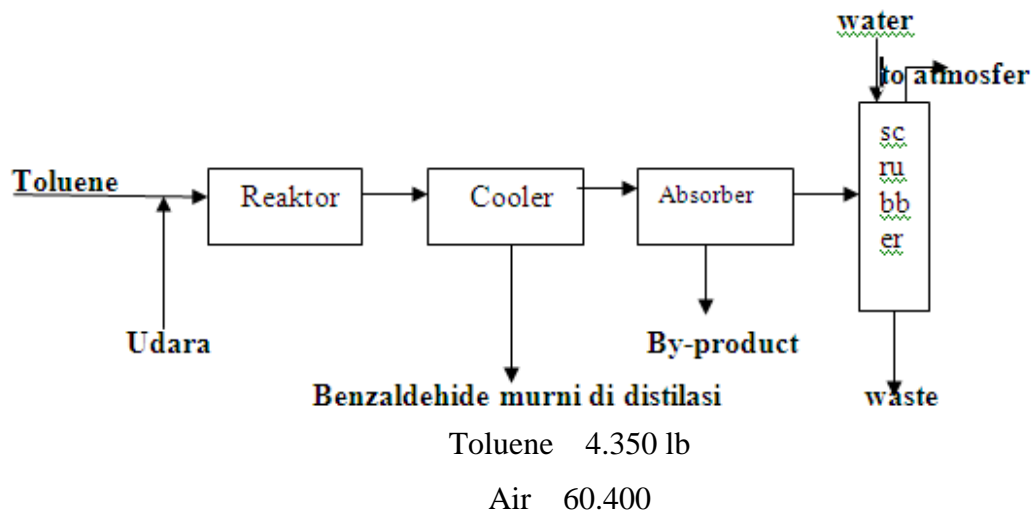 water
to atmosfer
Toluene
Reaktor
Cooler
Absorber
sc
ru
bb
er
Udara
By-product
Benzaldehide murni di distilasi
waste
Toluene 4.350 lb
Air 60.400